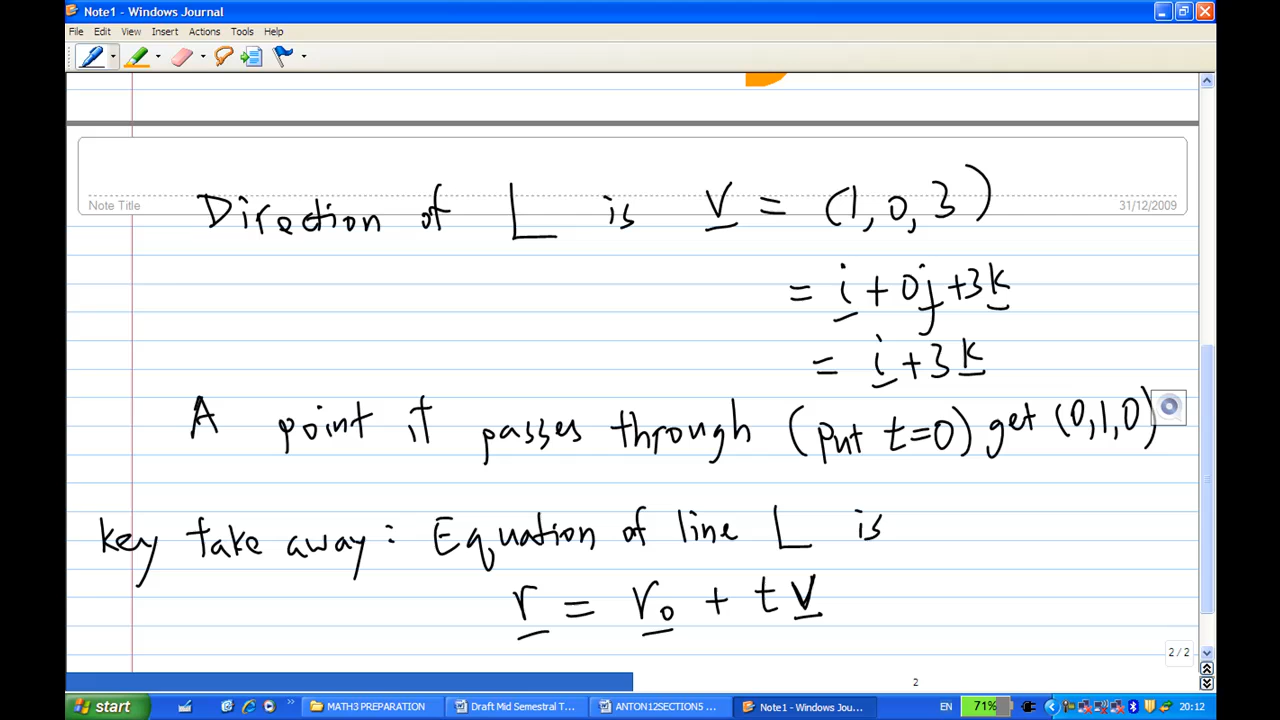 Note1 - Windows Journal
File Edit View Insert Actions Tools Help
Note Title
31/12/2009
Direction of L is v = (1, 0, 3)
= i + 0j + 3k
= i + 3k
A point it passes through (put t=0) get (0,1,0)
key take away: Equation of line L is
r = r0 + t v
2 / 2
2
start
MATH3 PREPARATION
Draft Mid Semestral T...
ANTON12SECTION5 ...
Note1 - Windows Jou...
EN
71%
20:12